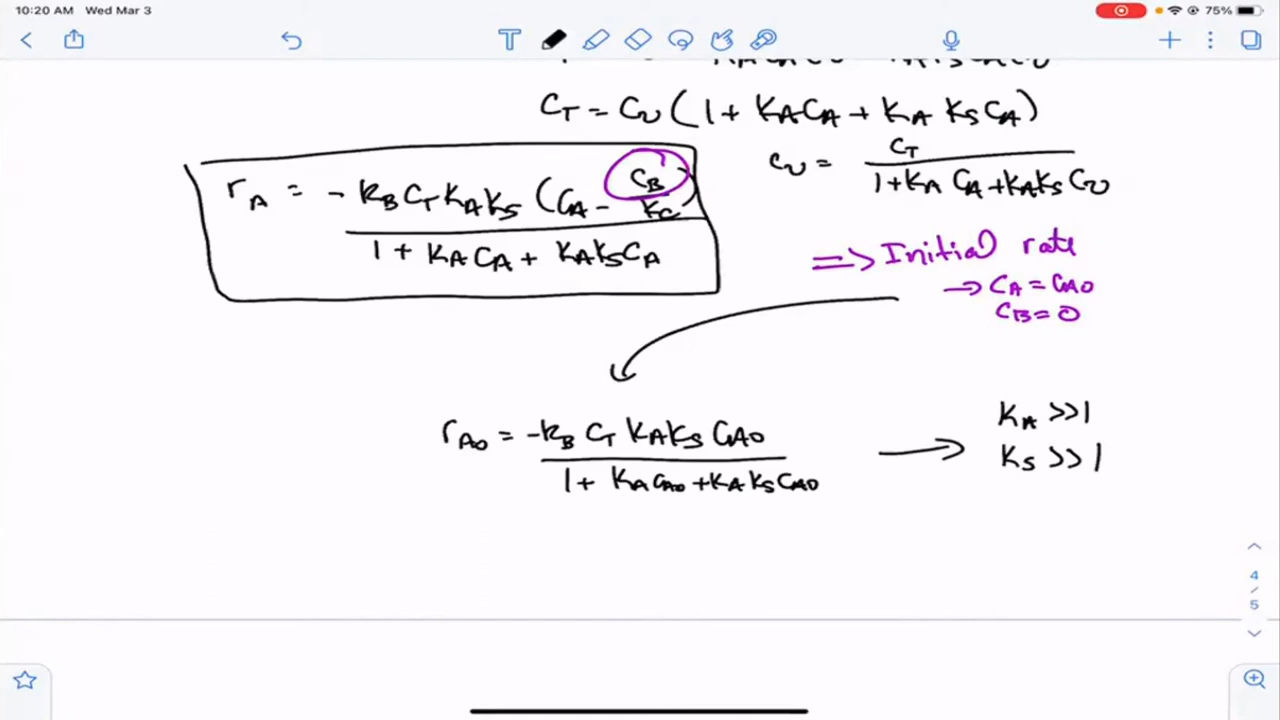 10:20 AM Wed Mar 3
75%
C_T = C_v (1 + K_A C_A + K_A K_S C_A)
C_v = C_T / (1 + K_A C_A + K_A K_S C_v)
r_A = - k_B C_T K_A K_S (C_A - C_B / K_C) / (1 + K_A C_A + K_A K_S C_A)
=> Initial rate
→ C_A = C_A0
C_B = 0
r_A0 = - k_B C_T K_A K_S C_A0 / (1 + K_A C_A0 + K_A K_S C_A0) →
K_A >> 1
K_S >> 1
4
/
5